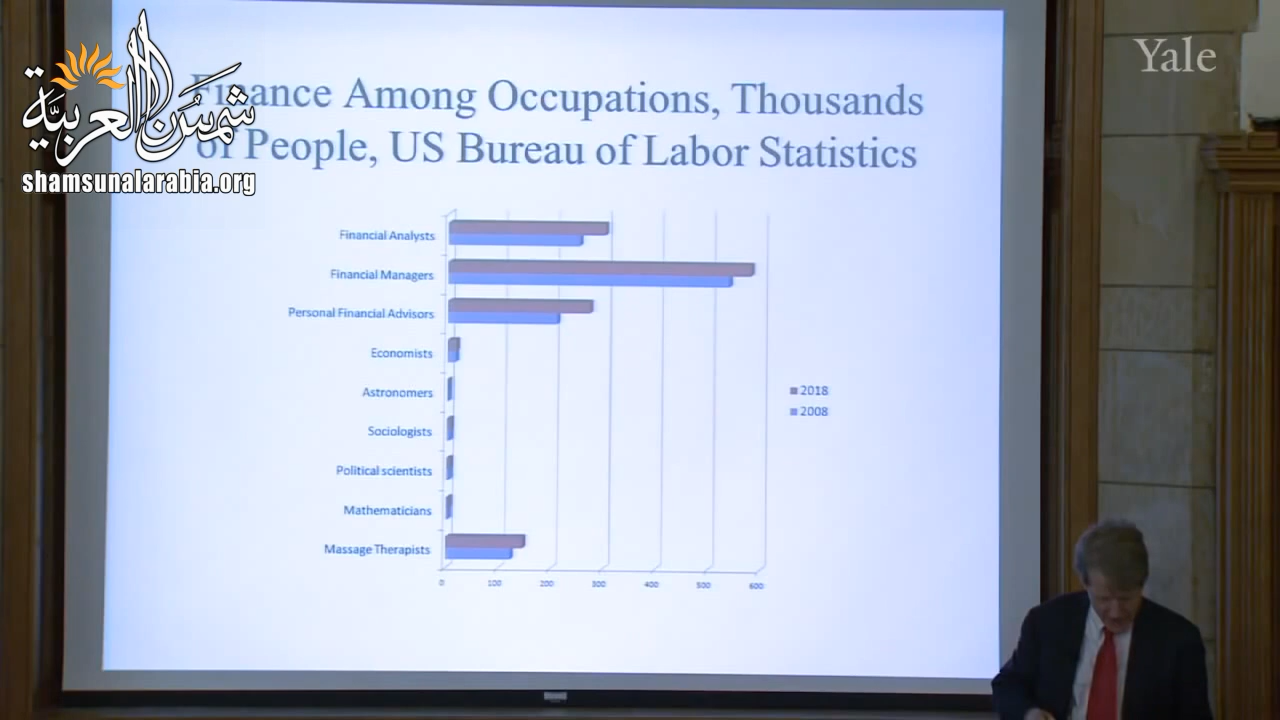 شمسُ العربيّة
shamsunalarabia.org
Yale
Finance Among Occupations, Thousands
of People, US Bureau of Labor Statistics
Financial Analysts
Financial Managers
Personal Financial Advisors
Economists
Astronomers
Sociologists
Political scientists
Mathematicians
Massage Therapists
0 100 200 300 400 500 600
2018
2008